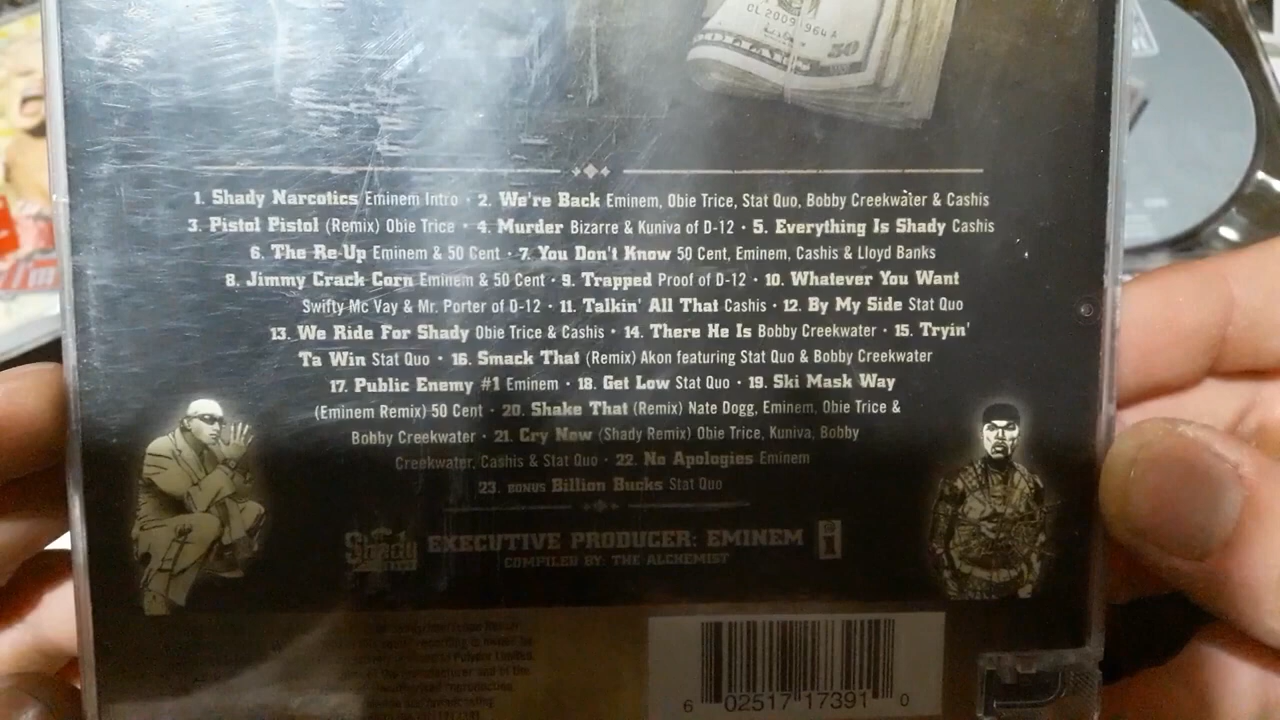 CL 2009 964 A
50
1. Shady Narcotics Eminem Intro · 2. We're Back Eminem, Obie Trice, Stat Quo, Bobby Creekwater & Cashis
3. Pistol Pistol (Remix) Obie Trice · 4. Murder Bizarre & Kuniva of D-12 · 5. Everything Is Shady Cashis
6. The Re-Up Eminem & 50 Cent · 7. You Don't Know 50 Cent, Eminem, Cashis & Lloyd Banks
8. Jimmy Crack Corn Eminem & 50 Cent · 9. Trapped Proof of D-12 · 10. Whatever You Want
Swifty Mc Vay & Mr. Porter of D-12 · 11. Talkin' All That Cashis · 12. By My Side Stat Quo
13. We Ride For Shady Obie Trice & Cashis · 14. There He Is Bobby Creekwater · 15. Tryin'
Ta Win Stat Quo · 16. Smack That (Remix) Akon featuring Stat Quo & Bobby Creekwater
17. Public Enemy #1 Eminem · 18. Get Low Stat Quo · 19. Ski Mask Way
(Eminem Remix) 50 Cent · 20. Shake That (Remix) Nate Dogg, Eminem, Obie Trice &
Bobby Creekwater · 21. Cry Now (Shady Remix) Obie Trice, Kuniva, Bobby
Creekwater, Cashis & Stat Quo · 22. No Apologies Eminem
23. BONUS Billion Bucks Stat Quo
Shady
EXECUTIVE PRODUCER: EMINEM
COMPILED BY: THE ALCHEMIST
6 02517 17391 0